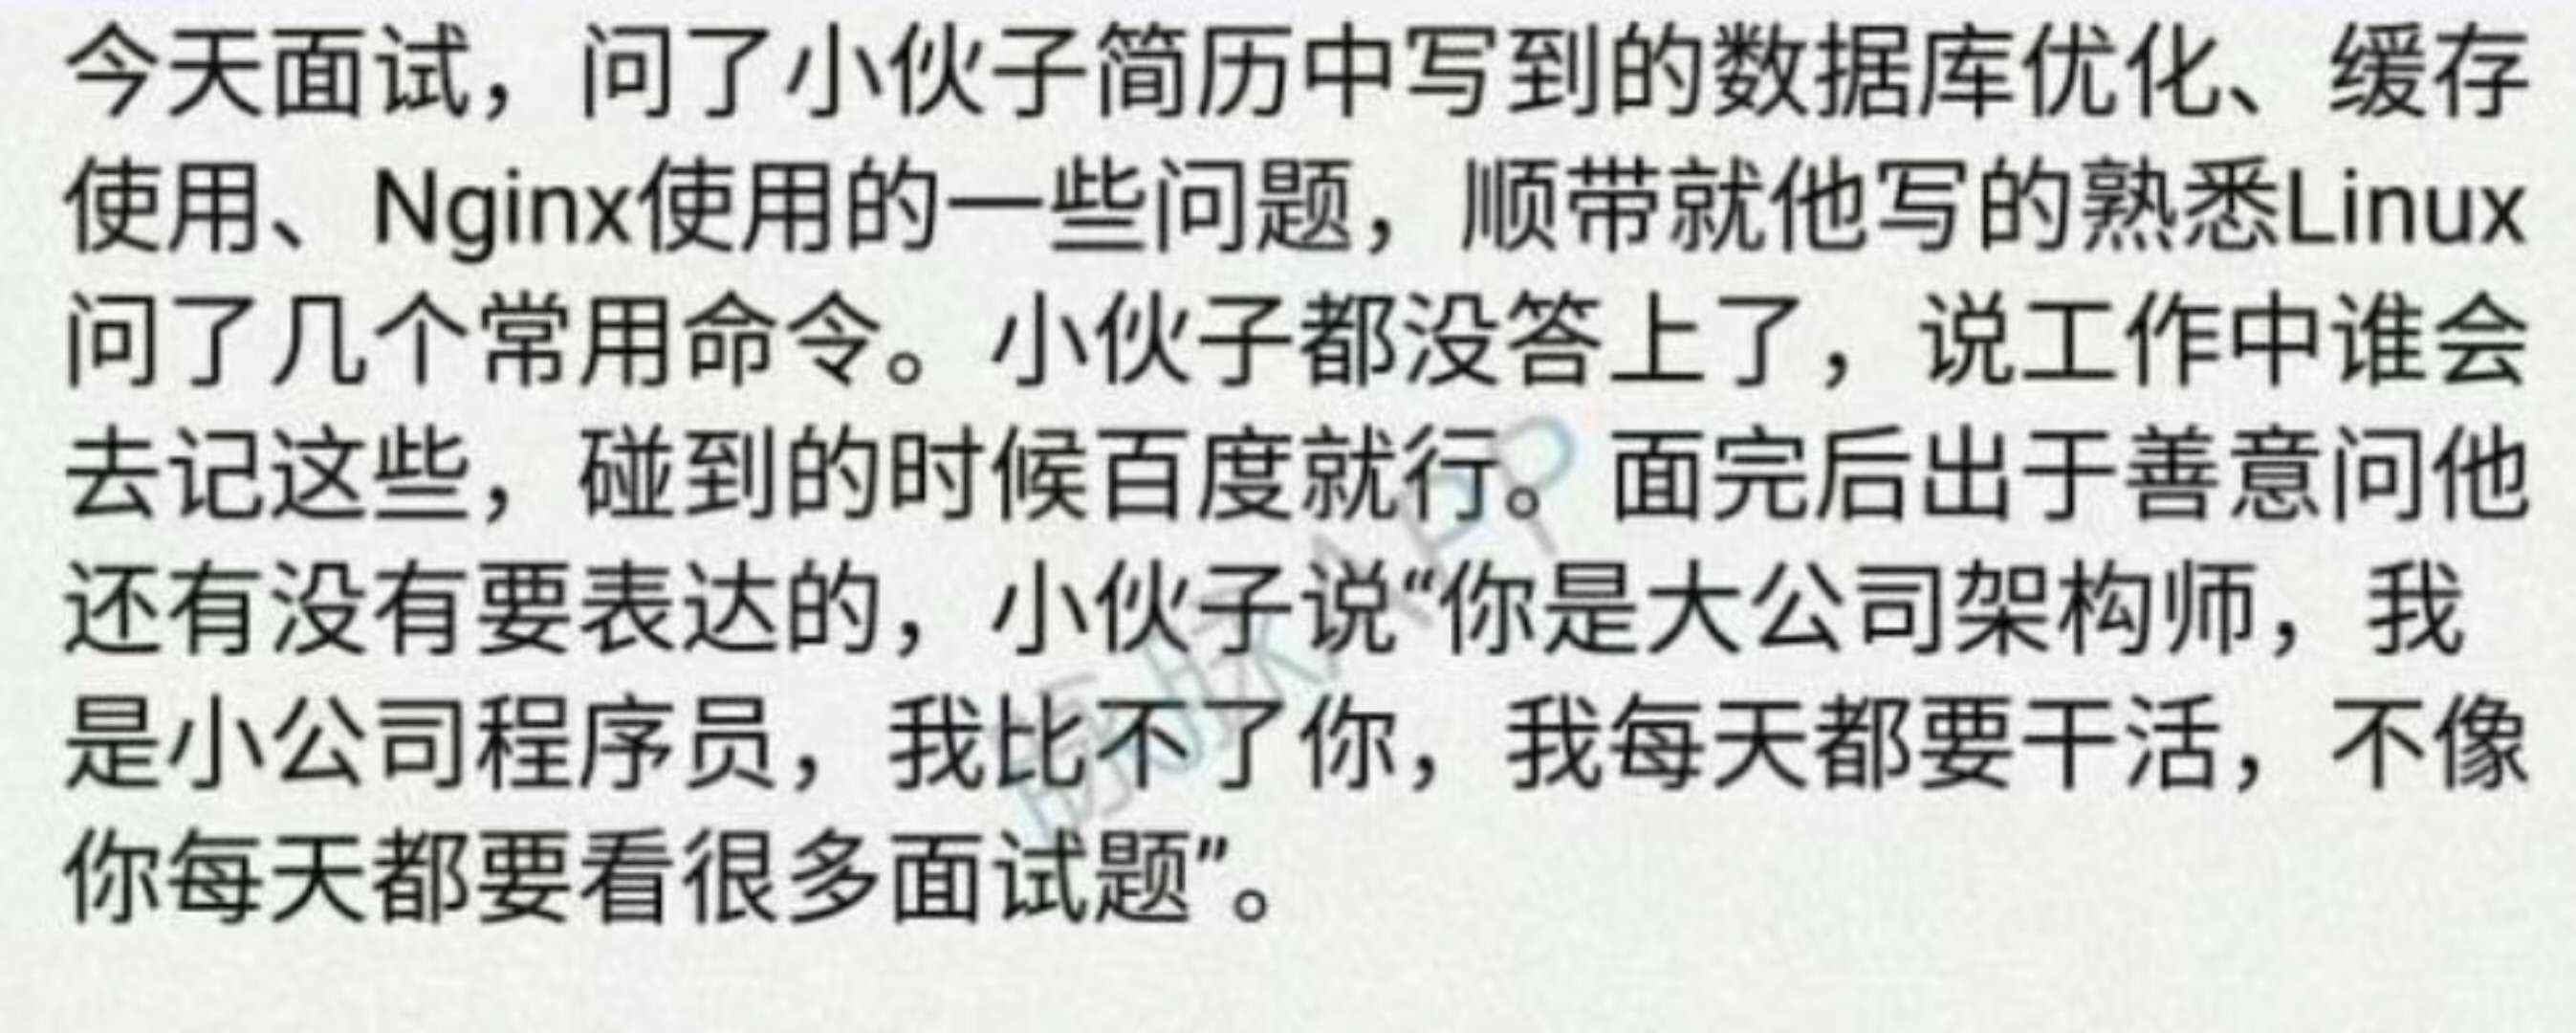 今天面试，问了小伙子简历中写到的数据库优化、缓存
使用、Nginx使用的一些问题，顺带就他写的熟悉Linux
问了几个常用命令。小伙子都没答上了，说工作中谁会
去记这些，碰到的时候百度就行。面完后出于善意问他
还有没有要表达的，小伙子说“你是大公司架构师，我
是小公司程序员，我比不了你，我每天都要干活，不像
你每天都要看很多面试题”。
脉脉APP